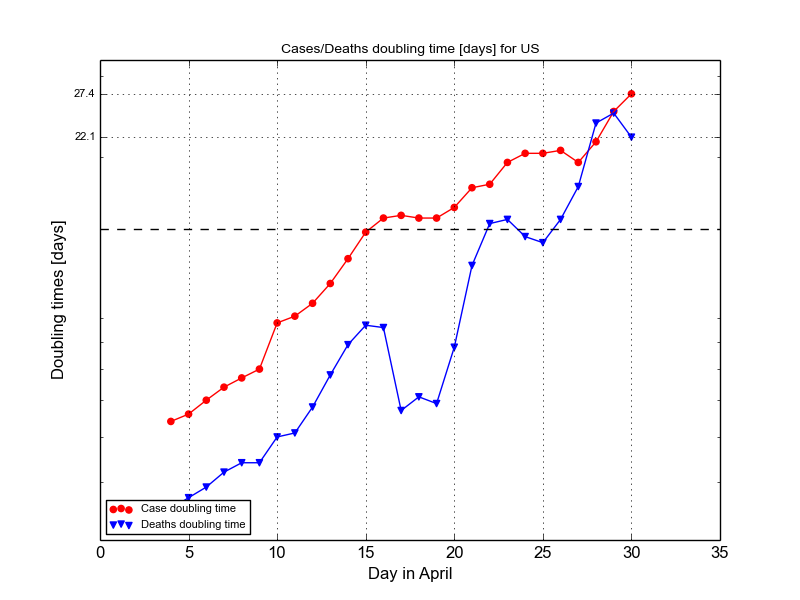 Cases/Deaths doubling time [days] for US
27.4
22.1
Doubling times [days]
Case doubling time
Deaths doubling time
0 5 10 15 20 25 30 35
Day in April